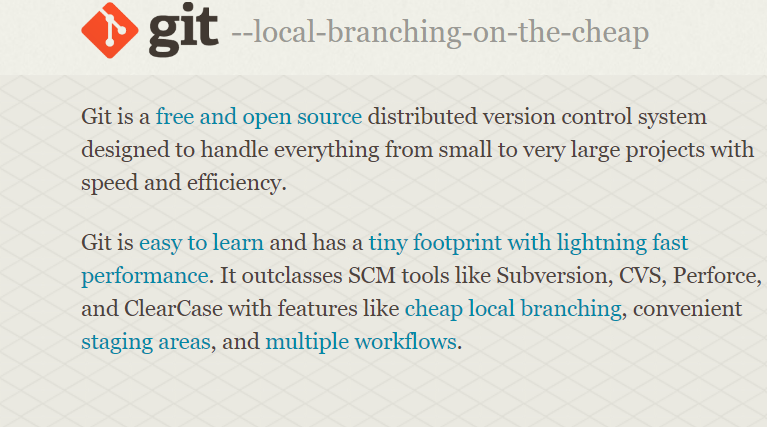 git --local-branching-on-the-cheap
Git is a free and open source distributed version control system
designed to handle everything from small to very large projects with
speed and efficiency.
Git is easy to learn and has a tiny footprint with lightning fast
performance. It outclasses SCM tools like Subversion, CVS, Perforce,
and ClearCase with features like cheap local branching, convenient
staging areas, and multiple workflows.